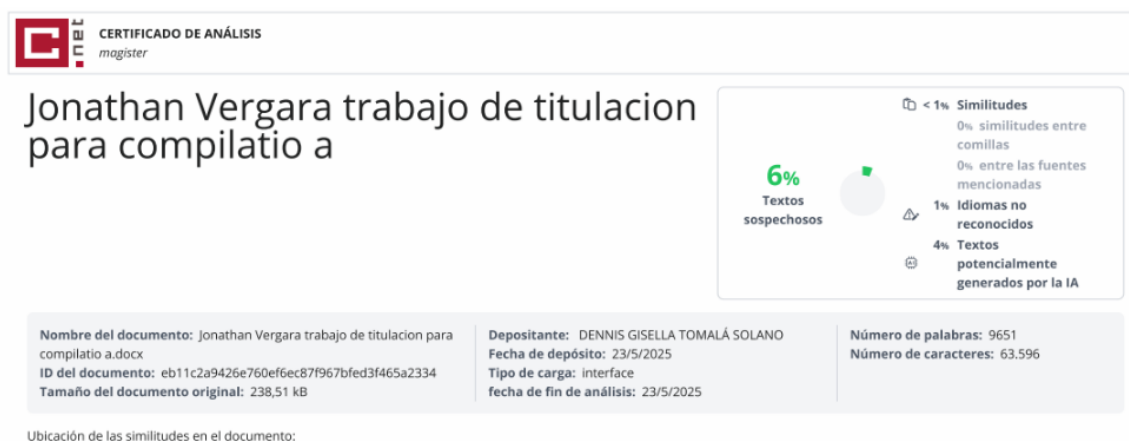 C .net
CERTIFICADO DE ANÁLISIS
magister
Jonathan Vergara trabajo de titulacion
para compilatio a
6%
Textos
sospechosos
< 1% Similitudes
0% similitudes entre
comillas
0% entre las fuentes
mencionadas
1% Idiomas no
reconocidos
4% Textos
potencialmente
generados por la IA
Nombre del documento: Jonathan Vergara trabajo de titulacion para
compilatio a.docx
ID del documento: eb11c2a9426e760ef6ec87f967bfed3f465a2334
Tamaño del documento original: 238,51 kB
Depositante: DENNIS GISELLA TOMALÁ SOLANO
Fecha de depósito: 23/5/2025
Tipo de carga: interface
fecha de fin de análisis: 23/5/2025
Número de palabras: 9651
Número de caracteres: 63.596
Ubicación de las similitudes en el documento: